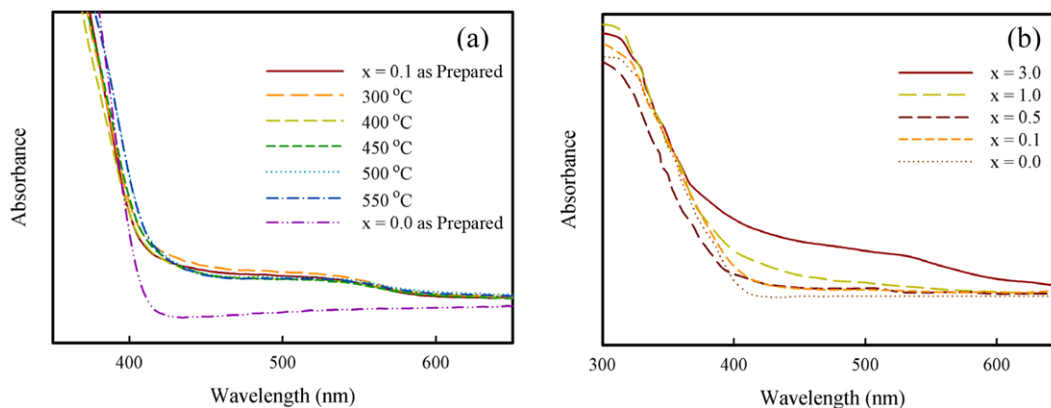 (a)
x = 0.1 as Prepared
300 °C
400 °C
450 °C
500 °C
550 °C
x = 0.0 as Prepared
Absorbance
400
500
600
Wavelength (nm)
(b)
x = 3.0
x = 1.0
x = 0.5
x = 0.1
x = 0.0
Absorbance
300
400
500
600
Wavelength (nm)